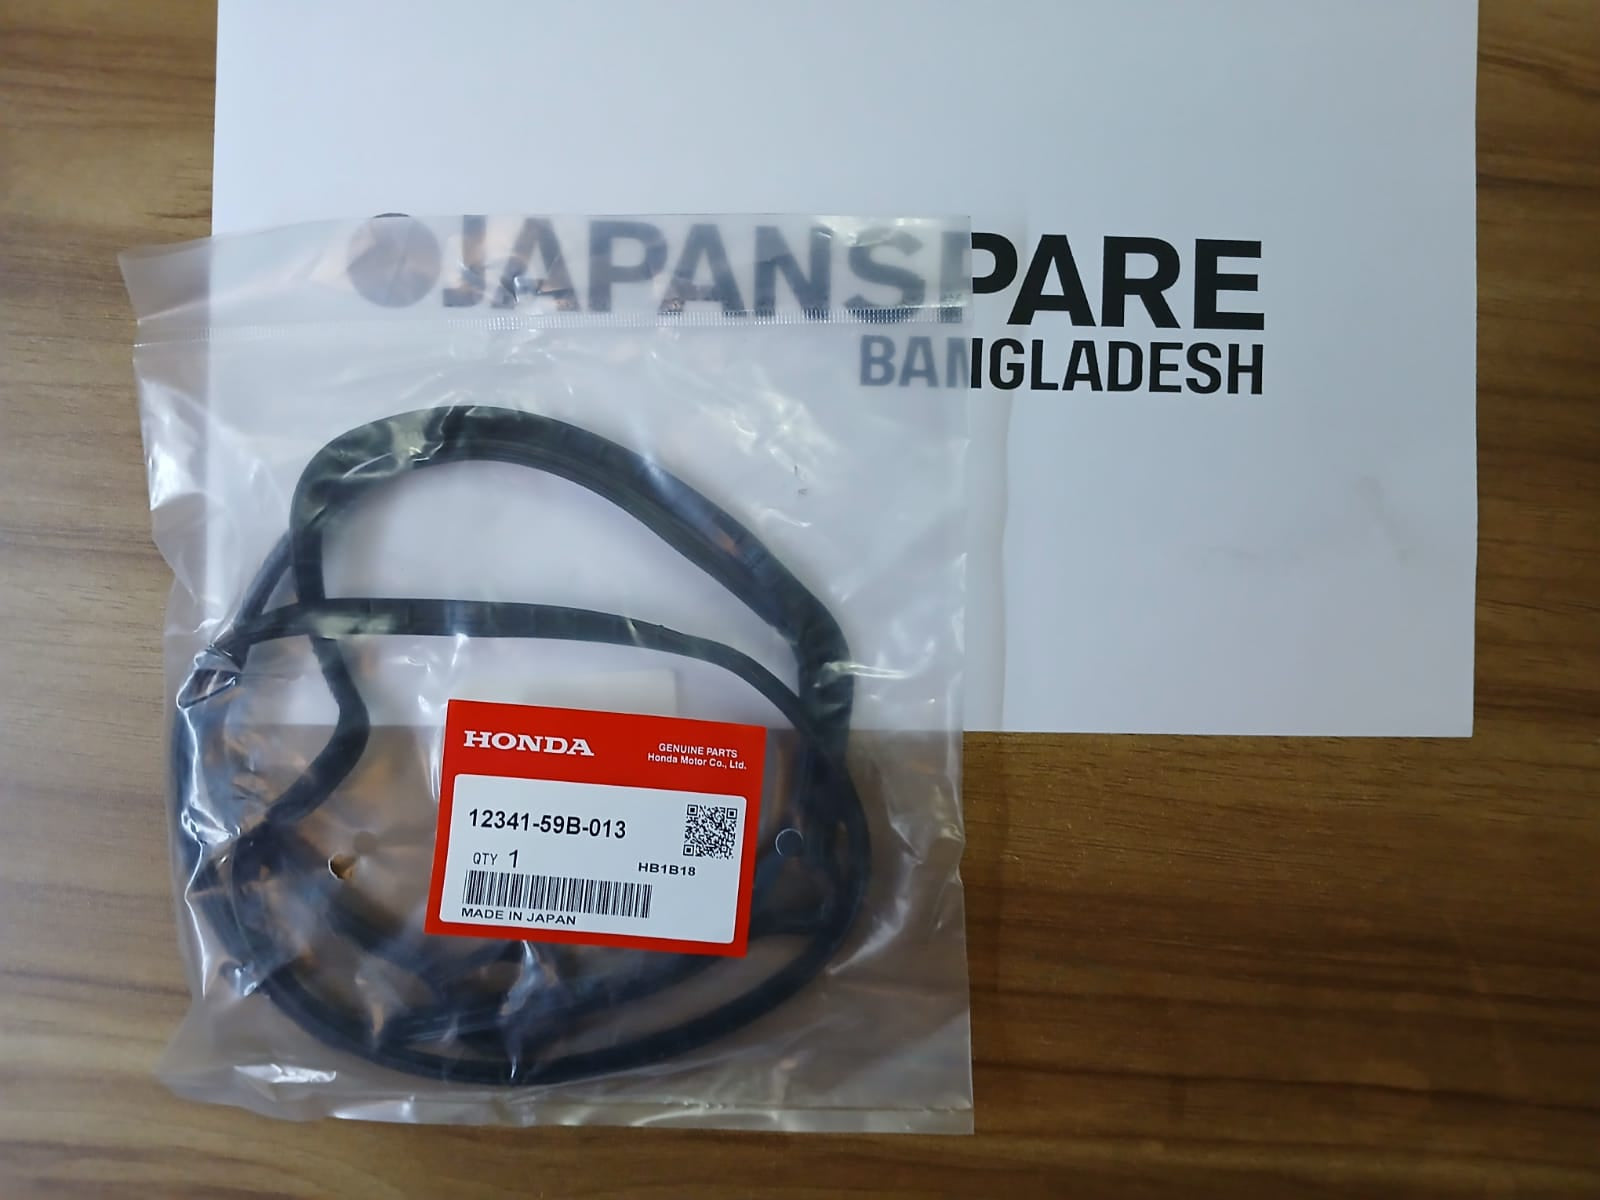 JAPANSPARE
BANGLADESH
HONDA
GENUINE PARTS
Honda Motor Co., Ltd.
12341-59B-013
QTY 1
HB1B18
MADE IN JAPAN